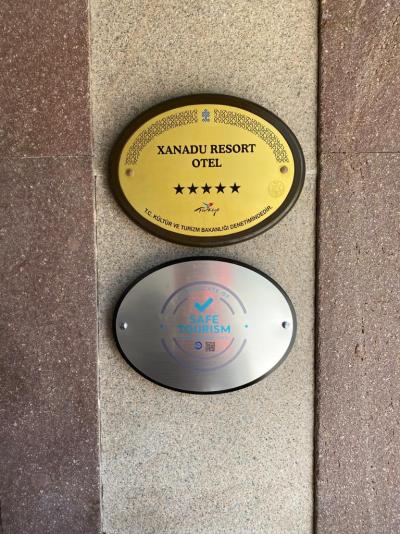 XANADU RESORT
OTEL
★★★★★
Türkiye
T.C. KÜLTÜR VE TURİZM BAKANLIĞI DENETİMİNDEDİR.
SAFE
TOURISM